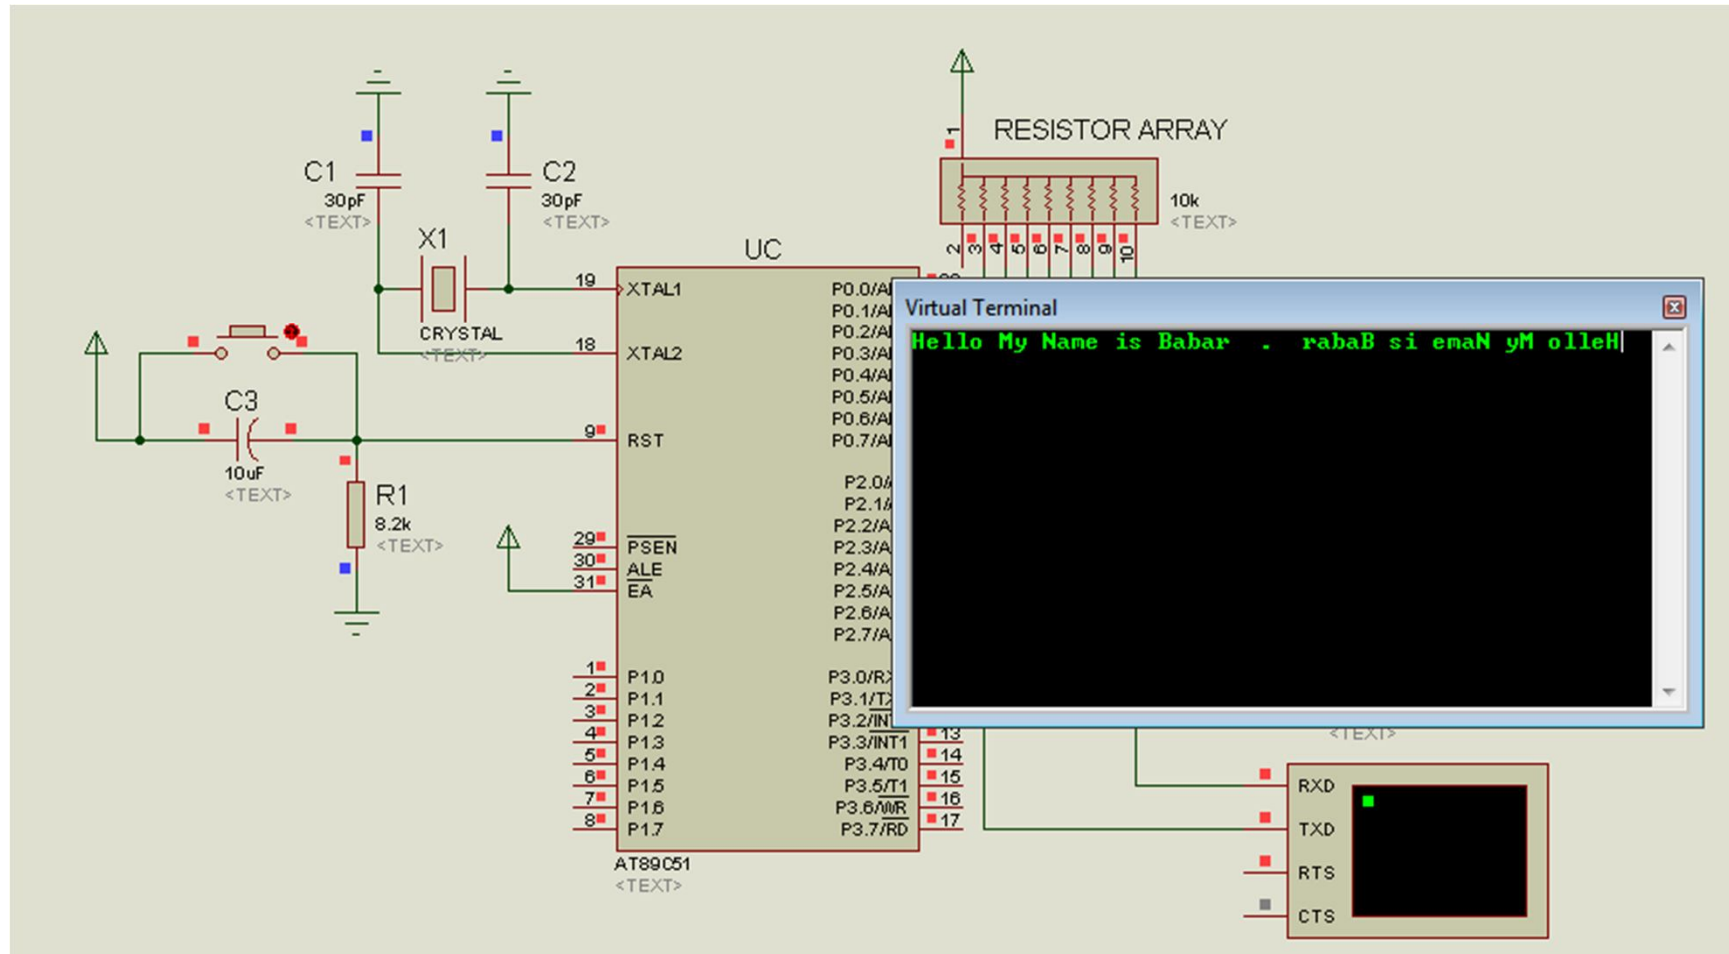 RESISTOR ARRAY
1
10k
<TEXT>
2 3 4 5 6 7 8 9 10
C1
30pF
<TEXT>
C2
30pF
<TEXT>
X1
CRYSTAL
<TEXT>
C3
10uF
<TEXT>
R1
8.2k
<TEXT>
UC
19 XTAL1
18 XTAL2
9 RST
29 PSEN
30 ALE
31 EA
1 P1.0
2 P1.1
3 P1.2
4 P1.3
5 P1.4
6 P1.5
7 P1.6
8 P1.7
P0.0/A
P0.1/A
P0.2/A
P0.3/A
P0.4/A
P0.5/A
P0.6/A
P0.7/A
P2.0/
P2.1/
P2.2/A
P2.3/A
P2.4/A
P2.5/A
P2.6/A
P2.7/A
P3.0/R
P3.1/T
P3.2/IN
P3.3/INT1 13
P3.4/T0 14
P3.5/T1 15
P3.6/WR 16
P3.7/RD 17
AT89C51
<TEXT>
Virtual Terminal
Hello My Name is Babar . rabaB si emaN yM olleH
<TEXT>
RXD
TXD
RTS
CTS